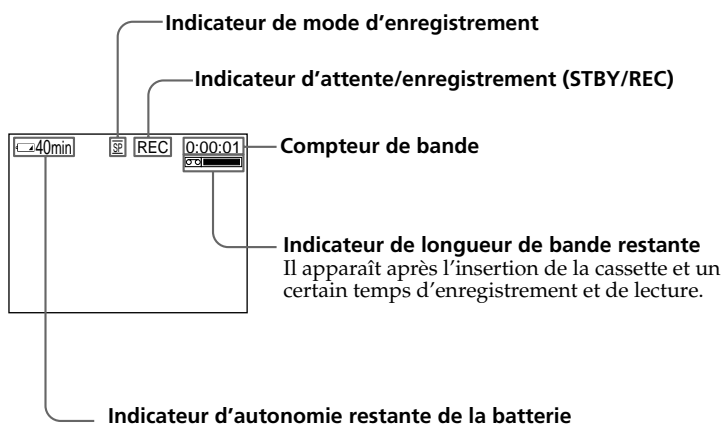 Indicateur de mode d'enregistrement
Indicateur d'attente/enregistrement (STBY/REC)
40min SP REC 0:00:01
Compteur de bande
Indicateur de longueur de bande restante
Il apparaît après l'insertion de la cassette et un
certain temps d'enregistrement et de lecture.
Indicateur d'autonomie restante de la batterie